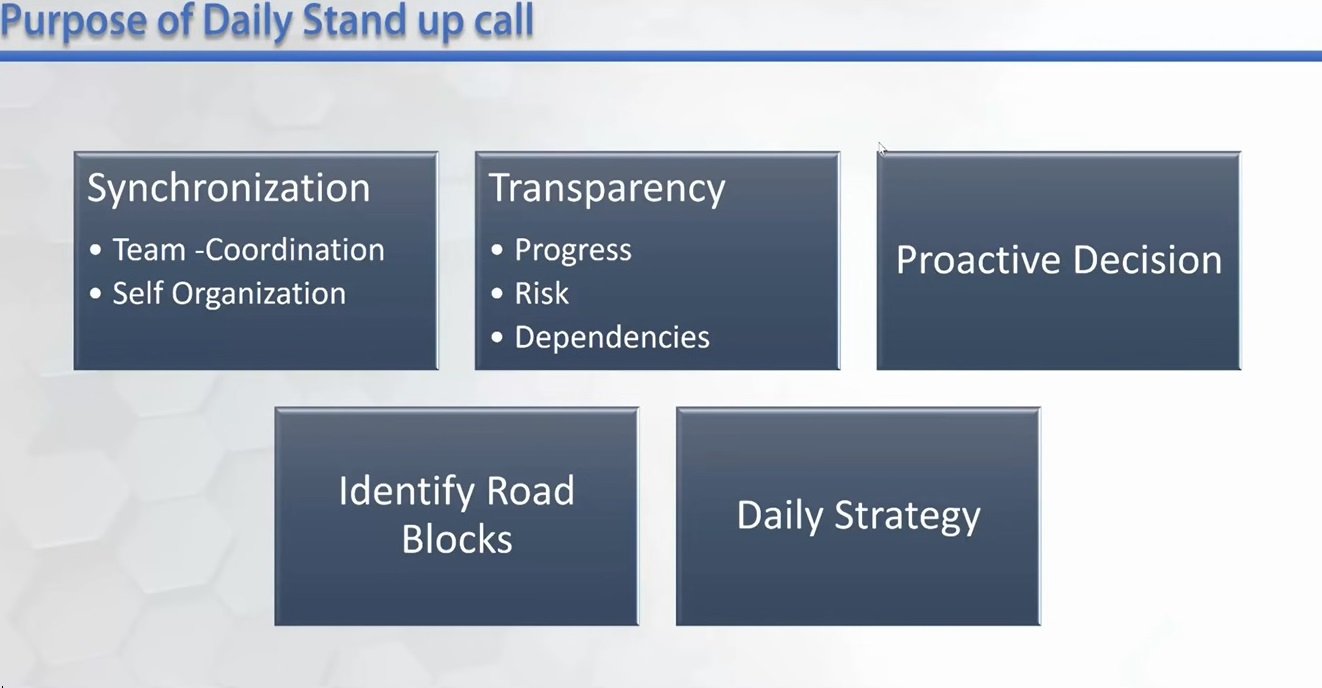 Purpose of Daily Stand up call
Synchronization
• Team -Coordination
• Self Organization
Transparency
• Progress
• Risk
• Dependencies
Proactive Decision
Identify Road
Blocks
Daily Strategy